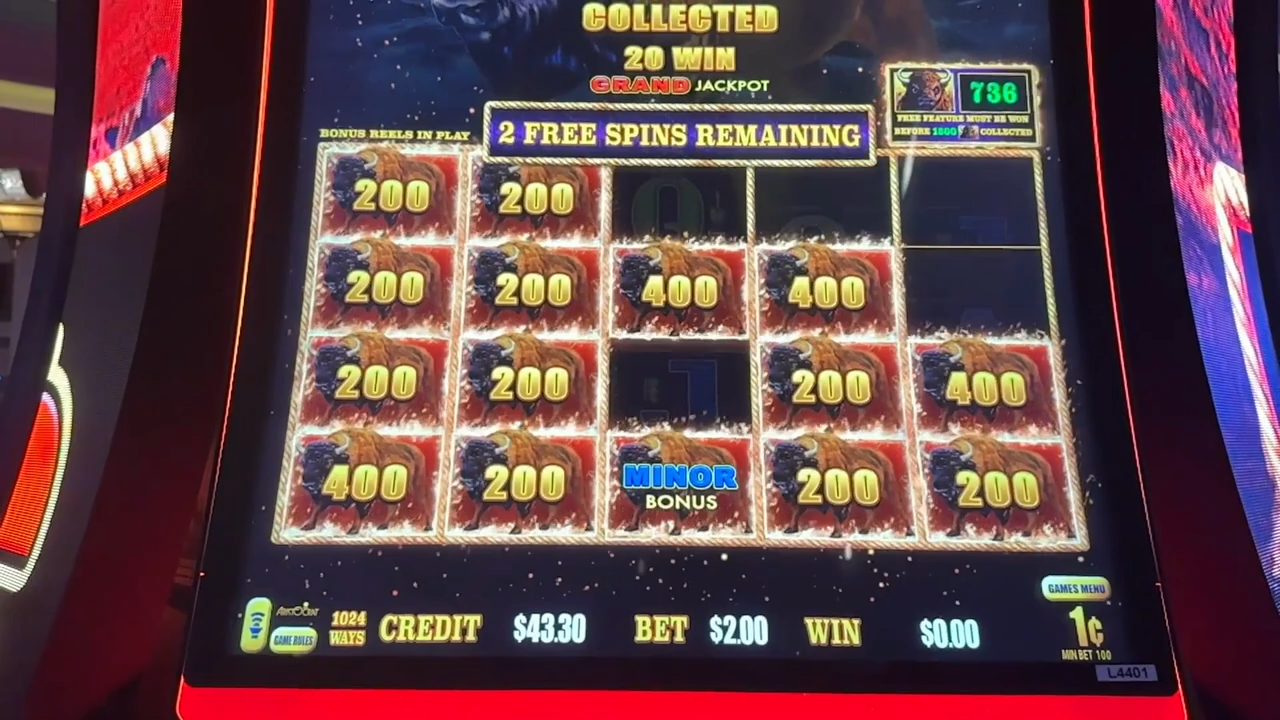 COLLECTED
20 WIN
GRAND JACKPOT
736
FREE FEATURE MUST BE WON
BEFORE 1800 COLLECTED
BONUS REELS IN PLAY
2 FREE SPINS REMAINING
200 200
200 200 400 400
200 200 200 400
400 200 MINOR BONUS 200 200
GAMES MENU
ARISTOCRAT
GAME RULES
1024 WAYS
CREDIT $43.30 BET $2.00 WIN $0.00
1¢
MIN BET 100
L4401